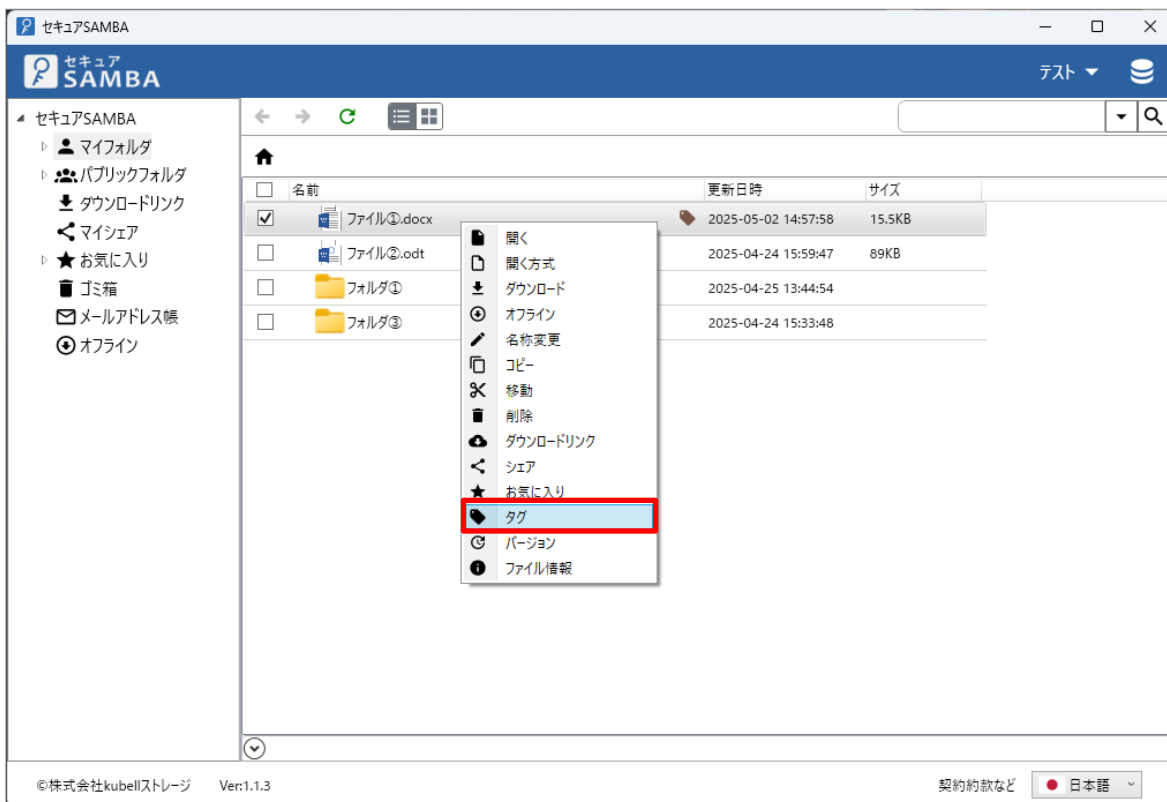 セキュアSAMBA
セキュア
SAMBA
テスト
セキュアSAMBA
マイフォルダ
パブリックフォルダ
ダウンロードリンク
マイシェア
お気に入り
ゴミ箱
メールアドレス帳
オフライン
名前 更新日時 サイズ
ファイル①.docx 2025-05-02 14:57:58 15.5KB
ファイル②.odt 2025-04-24 15:59:47 89KB
フォルダ① 2025-04-25 13:44:54
フォルダ③ 2025-04-24 15:33:48
開く
開く方式
ダウンロード
オフライン
名称変更
コピー
移動
削除
ダウンロードリンク
シェア
お気に入り
タグ
バージョン
ファイル情報
©株式会社kubellストレージ Ver:1.1.3 契約約款など 日本語